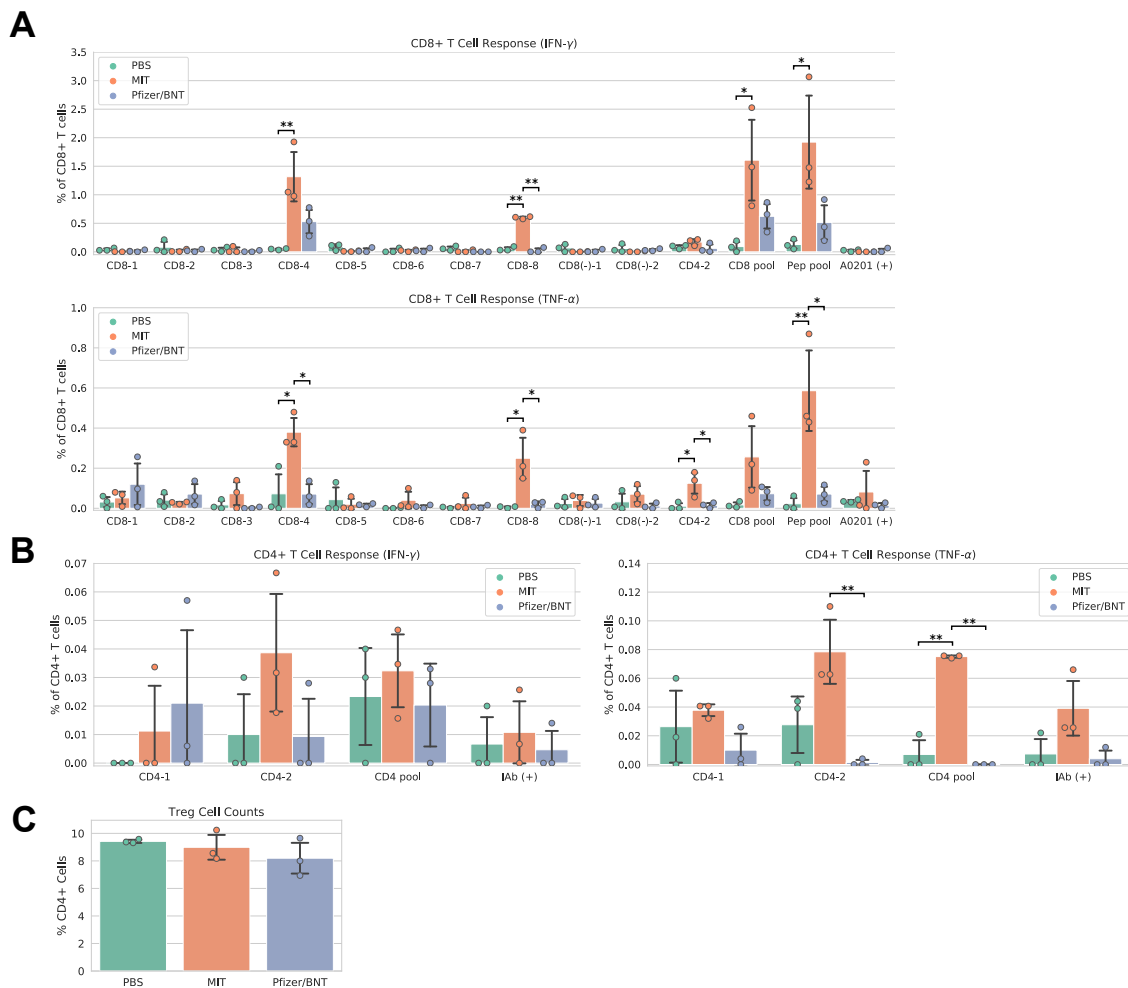 A
CD8+ T Cell Response (IFN-γ)
PBS
MIT
Pfizer/BNT
% of CD8+ T cells
3.5
3.0
2.5
2.0
1.5
1.0
0.5
0.0
**
**
**
*
*
CD8-1 CD8-2 CD8-3 CD8-4 CD8-5 CD8-6 CD8-7 CD8-8 CD8(-)-1 CD8(-)-2 CD4-2 CD8 pool Pep pool A0201 (+)
CD8+ T Cell Response (TNF-α)
PBS
MIT
Pfizer/BNT
% of CD8+ T cells
1.0
0.8
0.6
0.4
0.2
0.0
*
*
*
*
*
*
**
*
CD8-1 CD8-2 CD8-3 CD8-4 CD8-5 CD8-6 CD8-7 CD8-8 CD8(-)-1 CD8(-)-2 CD4-2 CD8 pool Pep pool A0201 (+)
B
CD4+ T Cell Response (IFN-γ)
PBS
MIT
Pfizer/BNT
% of CD4+ T cells
0.07
0.06
0.05
0.04
0.03
0.02
0.01
0.00
CD4-1 CD4-2 CD4 pool IAb (+)
CD4+ T Cell Response (TNF-α)
PBS
MIT
Pfizer/BNT
% of CD4+ T cells
0.14
0.12
0.10
0.08
0.06
0.04
0.02
0.00
**
**
**
CD4-1 CD4-2 CD4 pool IAb (+)
C
Treg Cell Counts
% CD4+ Cells
10
8
6
4
2
0
PBS MIT Pfizer/BNT